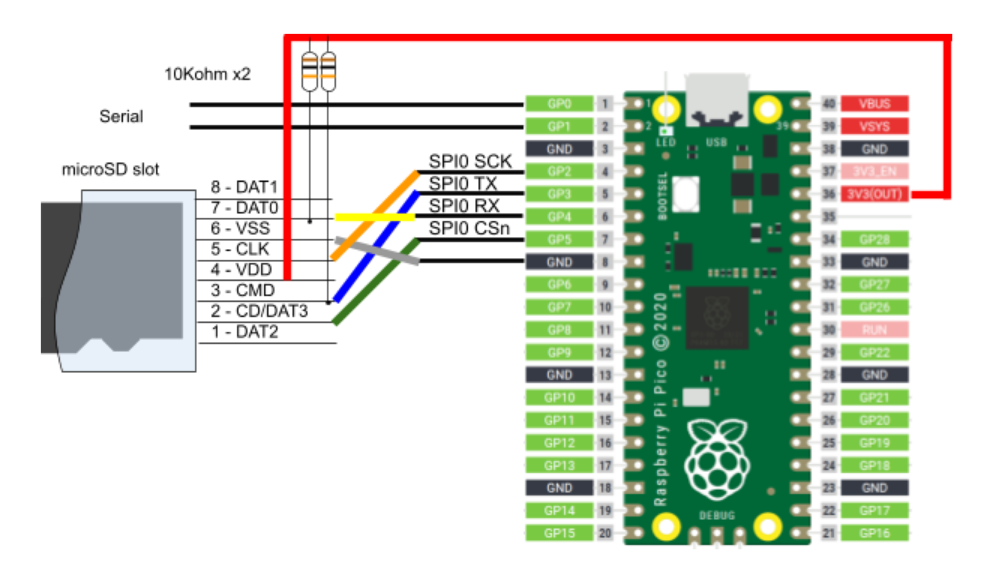 10Kohm x2
Serial
microSD slot
8 - DAT1
7 - DAT0
6 - VSS
5 - CLK
4 - VDD
3 - CMD
2 - CD/DAT3
1 - DAT2
SPI0 SCK
SPI0 TX
SPI0 RX
SPI0 CSn
GP0 1
GP1 2
GND 3
GP2 4
GP3 5
GP4 6
GP5 7
GND 8
GP6 9
GP7 10
GP8 11
GP9 12
GND 13
GP10 14
GP11 15
GP12 16
GP13 17
GND 18
GP14 19
GP15 20
1
2
39
LED
USB
BOOTSEL
Raspberry Pi Pico ©2020
DEBUG
40 VBUS
39 VSYS
38 GND
37 3V3_EN
36 3V3(OUT)
35
34 GP28
33 GND
32 GP27
31 GP26
30 RUN
29 GP22
28 GND
27 GP21
26 GP20
25 GP19
24 GP18
23 GND
22 GP17
21 GP16